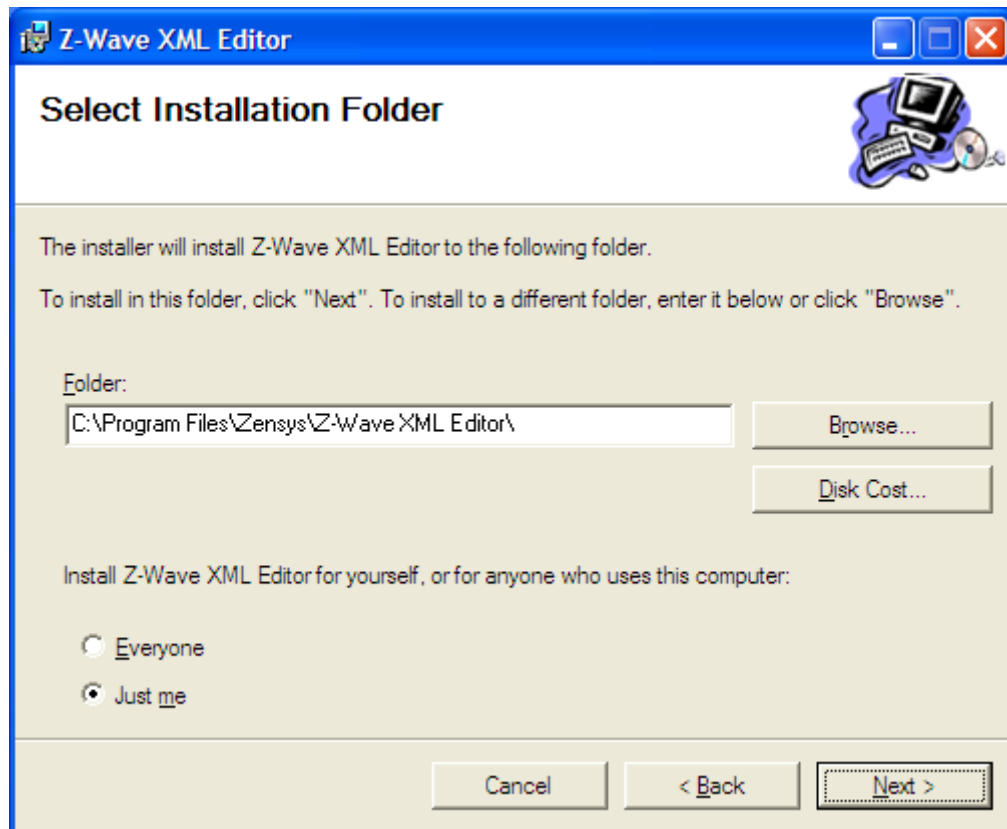 Z-Wave XML Editor
Select Installation Folder
The installer will install Z-Wave XML Editor to the following folder.
To install in this folder, click "Next". To install to a different folder, enter it below or click "Browse".
Folder:
C:\Program Files\Zensys\Z-Wave XML Editor\
Browse...
Disk Cost...
Install Z-Wave XML Editor for yourself, or for anyone who uses this computer:
Everyone
Just me
Cancel
< Back
Next >